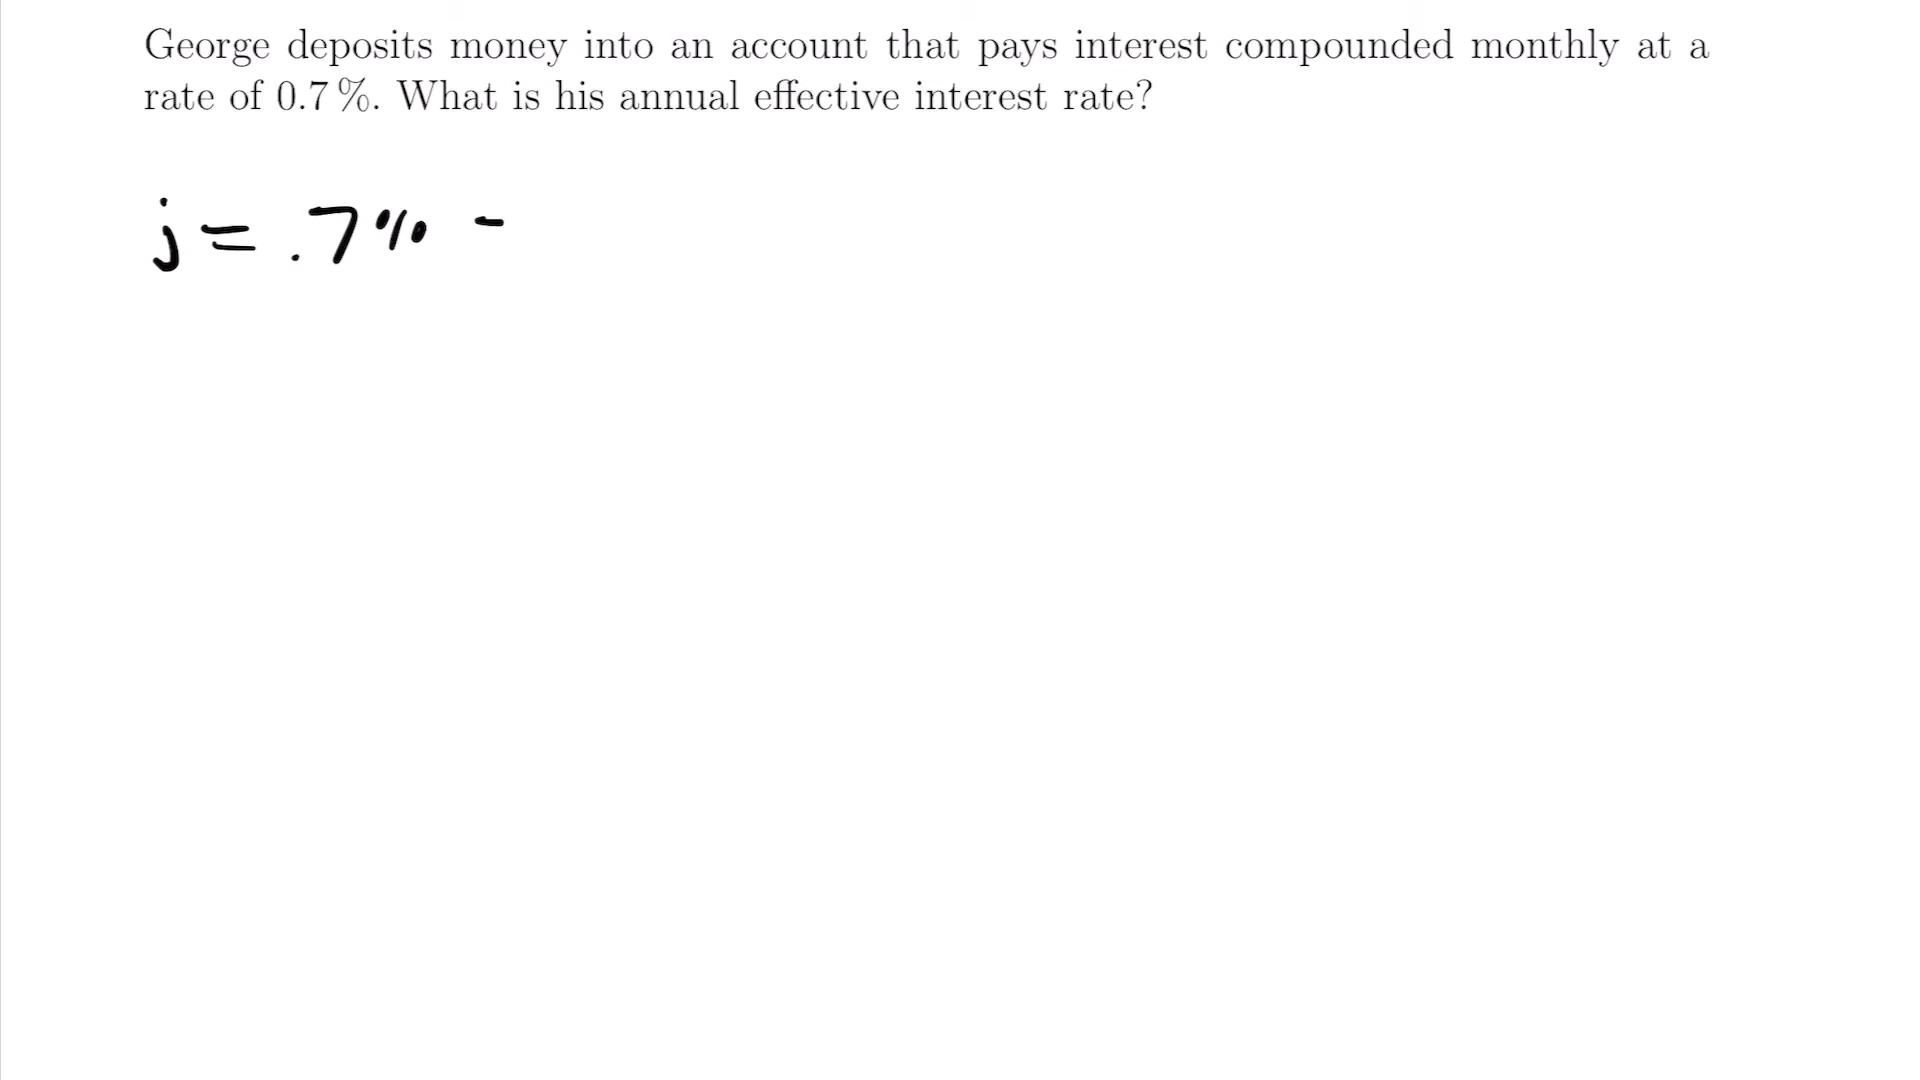 George deposits money into an account that pays interest compounded monthly at a
rate of 0.7 %. What is his annual effective interest rate?
j = .7% -